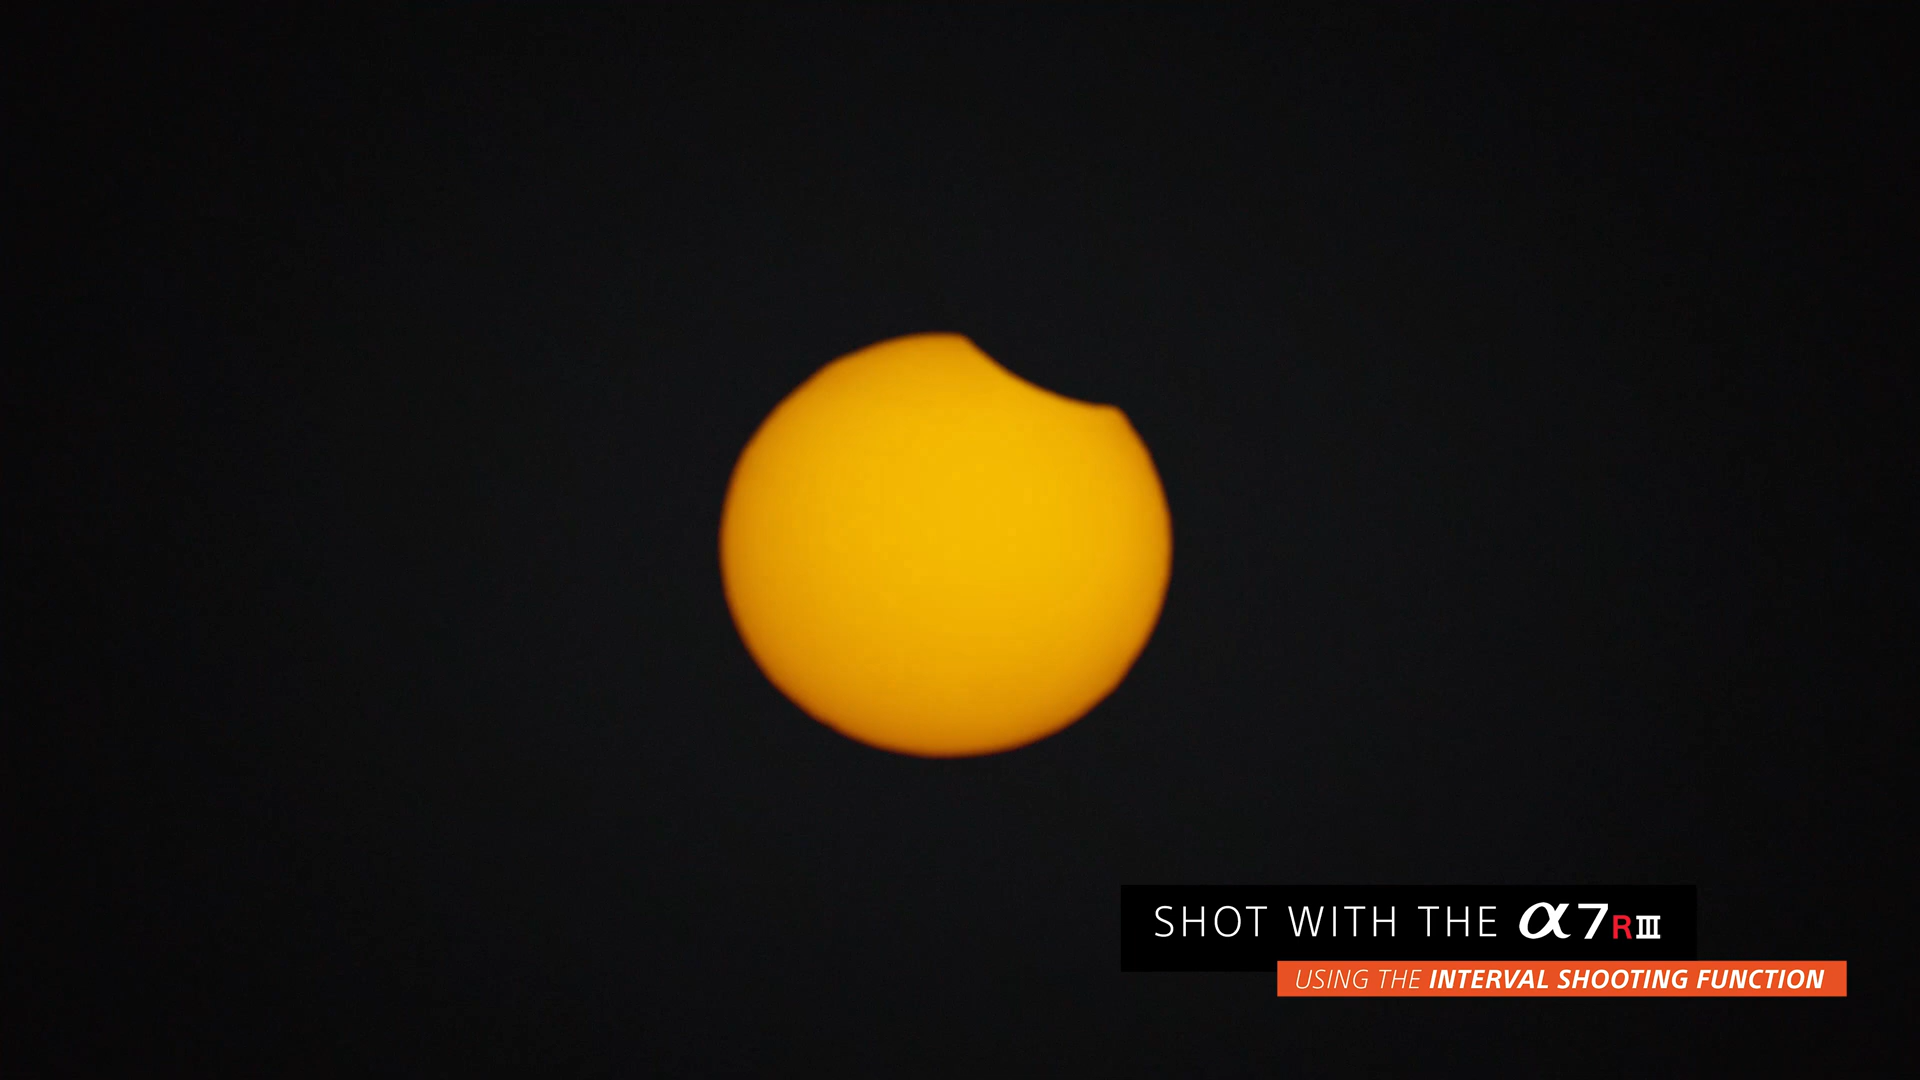 SHOT WITH THE α7RIII
USING THE INTERVAL SHOOTING FUNCTION